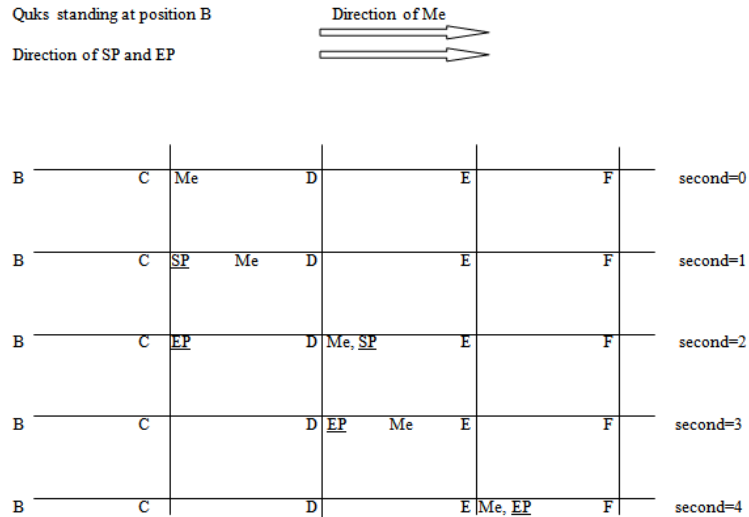 Quks standing at position B Direction of Me
Direction of SP and EP
B C Me D E F second=0
B C SP Me D E F second=1
B C EP D Me, SP E F second=2
B C D EP Me E F second=3
B C D E Me, EP F second=4